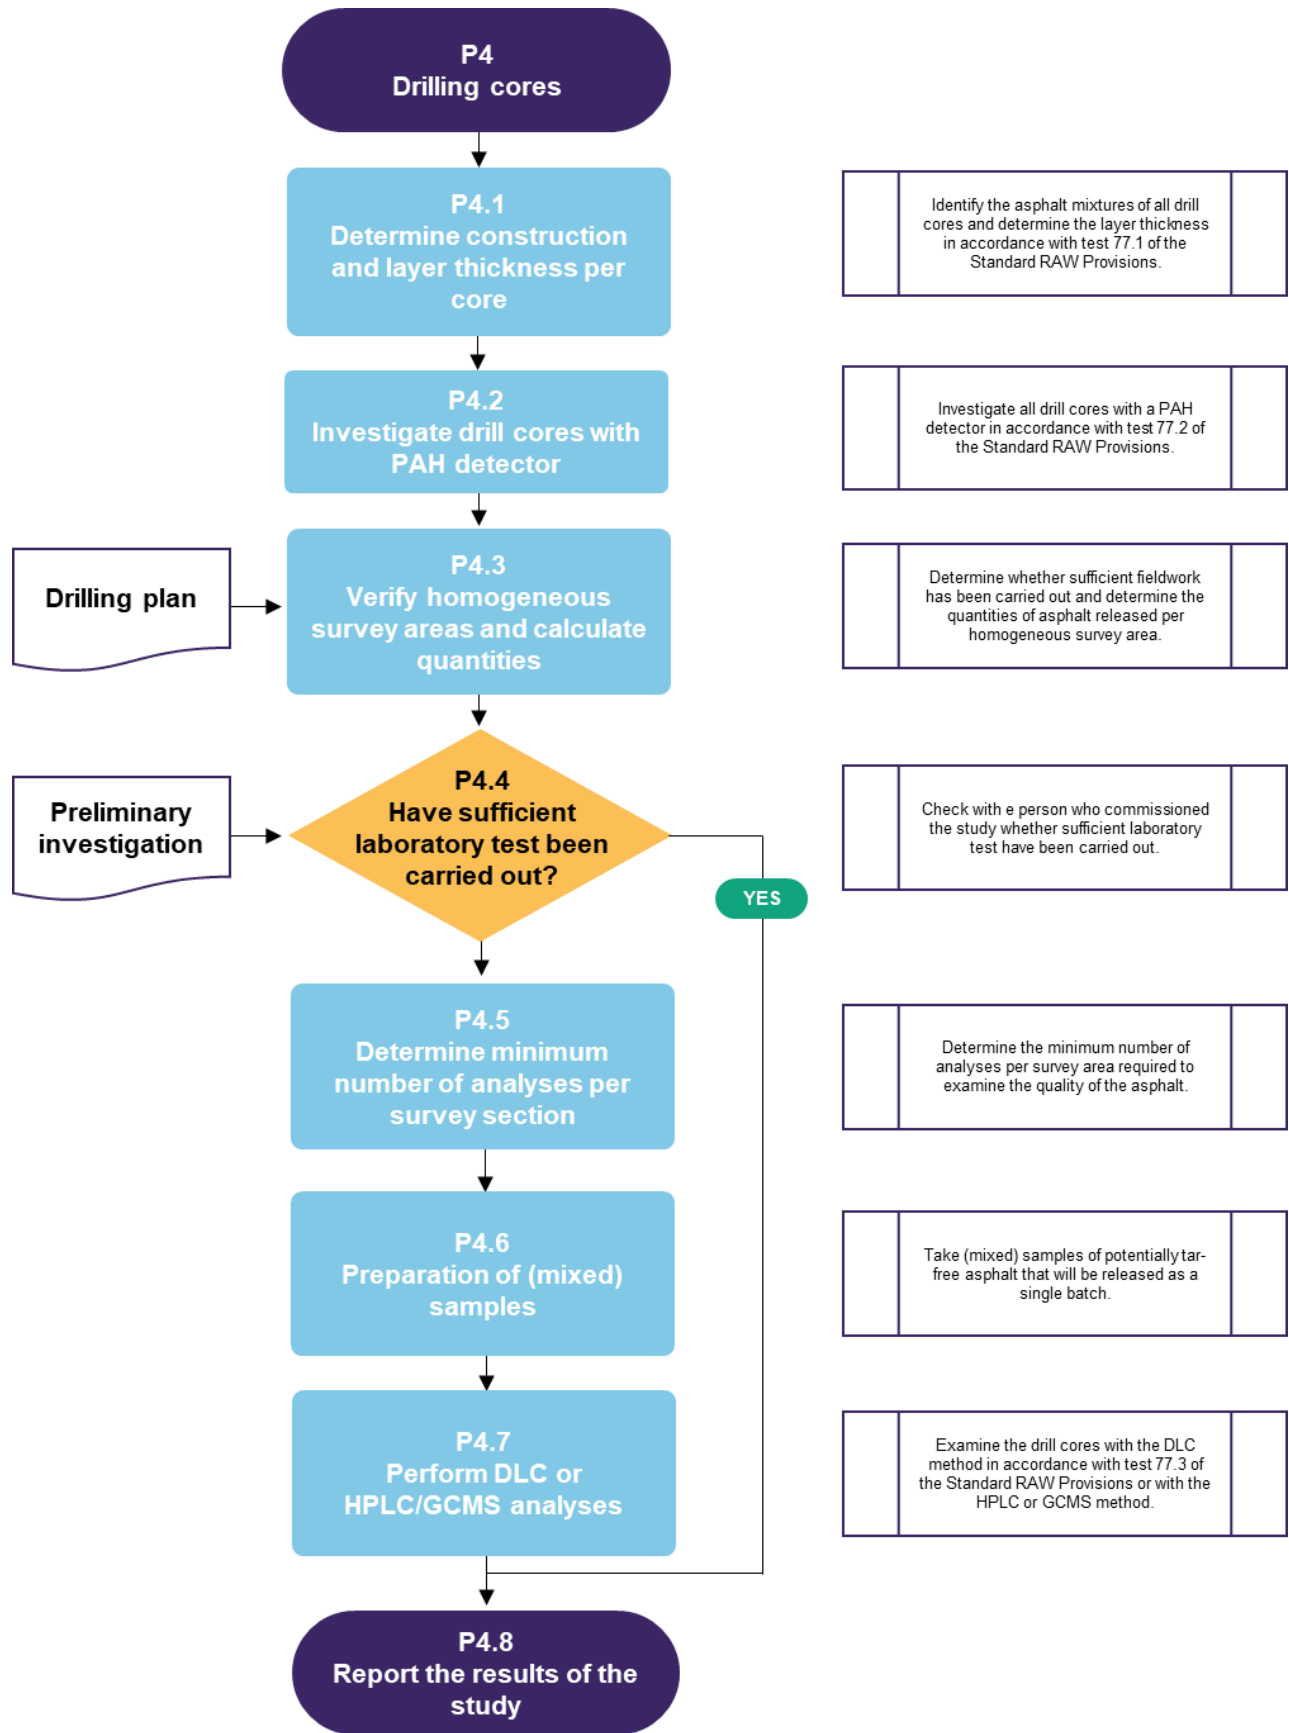 P4
Drilling cores
P4.1
Determine construction
and layer thickness per
core
Identify the asphalt mixtures of all drill
cores and determine the layer thickness
in accordance with test 77.1 of the
Standard RAW Provisions.
P4.2
Investigate drill cores with
PAH detector
Investigate all drill cores with a PAH
detector in accordance with test 77.2 of
the Standard RAW Provisions.
Drilling plan
P4.3
Verify homogeneous
survey areas and calculate
quantities
Determine whether sufficient fieldwork
has been carried out and determine the
quantities of asphalt released per
homogeneous survey area.
Preliminary
investigation
P4.4
Have sufficient
laboratory test been
carried out?
Check with e person who commissioned
the study whether sufficient laboratory
test have been carried out.
YES
P4.5
Determine minimum
number of analyses per
survey section
Determine the minimum number of
analyses per survey area required to
examine the quality of the asphalt.
P4.6
Preparation of (mixed)
samples
Take (mixed) samples of potentially tar-
free asphalt that will be released as a
single batch.
P4.7
Perform DLC or
HPLC/GCMS analyses
Examine the drill cores with the DLC
method in accordance with test 77.3 of
the Standard RAW Provisions or with the
HPLC or GCMS method.
P4.8
Report the results of the
study